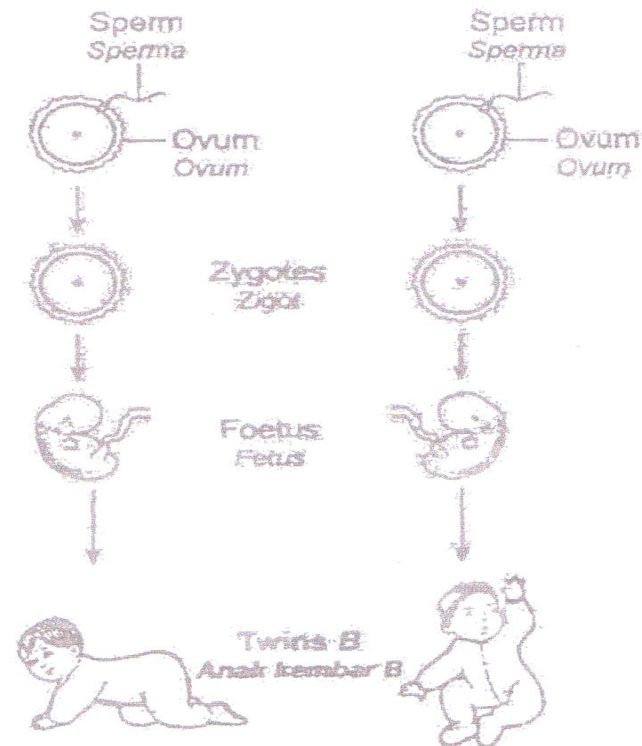 Sperm
Sperma
Sperm
Sperma
Ovum
Ovum
Ovum
Ovum
Zygotes
Zigot
Foetus
Fetus
Twins B
Anak kembar B